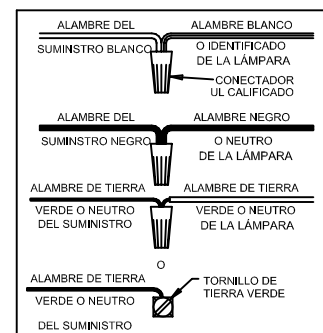 ALAMBRE DEL ALAMBRE BLANCO
SUMINISTRO BLANCO O IDENTIFICADO
DE LA LÁMPARA
CONECTADOR
UL CALIFICADO
ALAMBRE DEL ALAMBRE NEGRO
SUMINSTRO NEGRO O NEUTRO
DE LA LÁMPARA
ALAMBRE DE TIERRA ALAMBRE DE TIERRA
VERDE O NEUTRO VERDE O NEUTRO
DEL SUMINISTRO DE LA LÁMPARA
O
ALAMBRE DE TIERRA TORNILLO DE
TIERRA VERDE
VERDE O NEUTRO
DEL SUMINISTRO